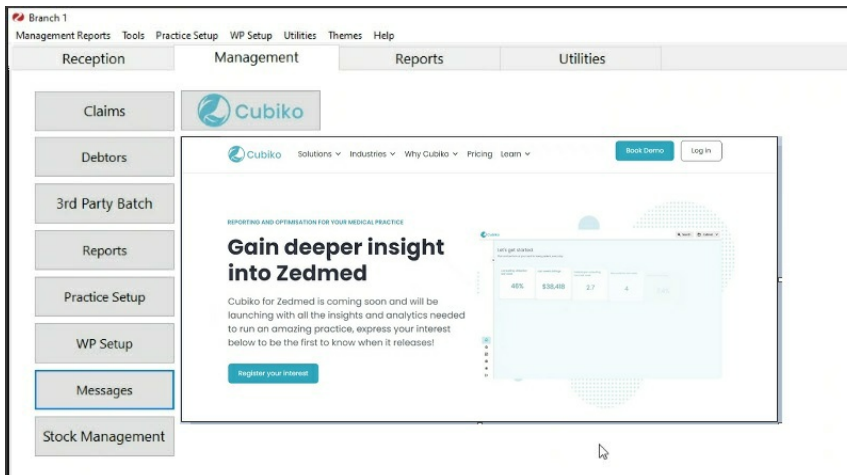 Branch 1
Management Reports Tools Practice Setup WP Setup Utilities Themes Help
Reception Management Reports Utilities
Claims
Cubiko
Debtors
Cubiko Solutions Industries Why Cubiko Pricing Learn Book Demo Log In
3rd Party Batch
Reports
Practice Setup
WP Setup
Messages
Stock Management
REPORTING AND OPTIMISATION FOR YOUR MEDICAL PRACTICE
Gain deeper insight
into Zedmed
Cubiko for Zedmed is coming soon and will be
launching with all the insights and analytics needed
to run an amazing practice, express your interest
below to be the first to know when it releases!
Register your interest
Let's get started
46% $38,418 2.7 4